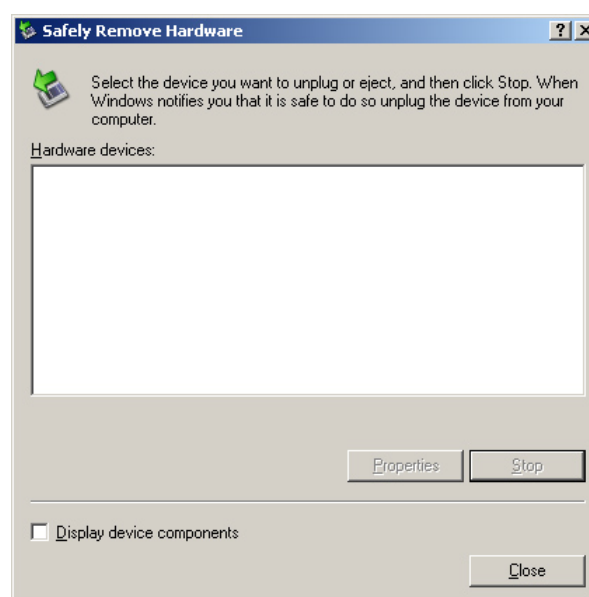 Safely Remove Hardware
Select the device you want to unplug or eject, and then click Stop. When
Windows notifies you that it is safe to do so unplug the device from your
computer.
Hardware devices:
Properties
Stop
Display device components
Close